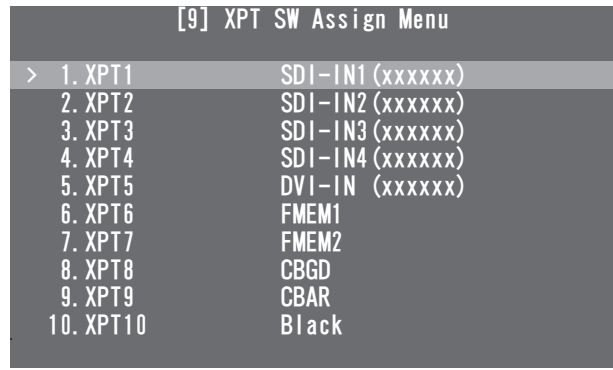 [9] XPT SW Assign Menu
> 1. XPT1 SDI-IN1 (xxxxxx)
2. XPT2 SDI-IN2 (xxxxxx)
3. XPT3 SDI-IN3 (xxxxxx)
4. XPT4 SDI-IN4 (xxxxxx)
5. XPT5 DVI-IN (xxxxxx)
6. XPT6 FMEM1
7. XPT7 FMEM2
8. XPT8 CBGD
9. XPT9 CBAR
10. XPT10 Black